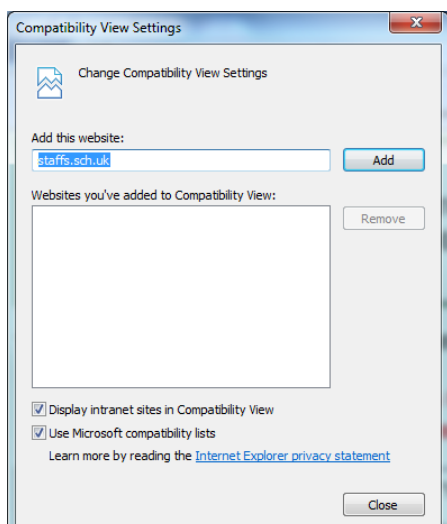 Compatibility View Settings
Change Compatibility View Settings
Add this website:
staffs.sch.uk
Add
Websites you've added to Compatibility View:
Remove
Display intranet sites in Compatibility View
Use Microsoft compatibility lists
Learn more by reading the Internet Explorer privacy statement
Close